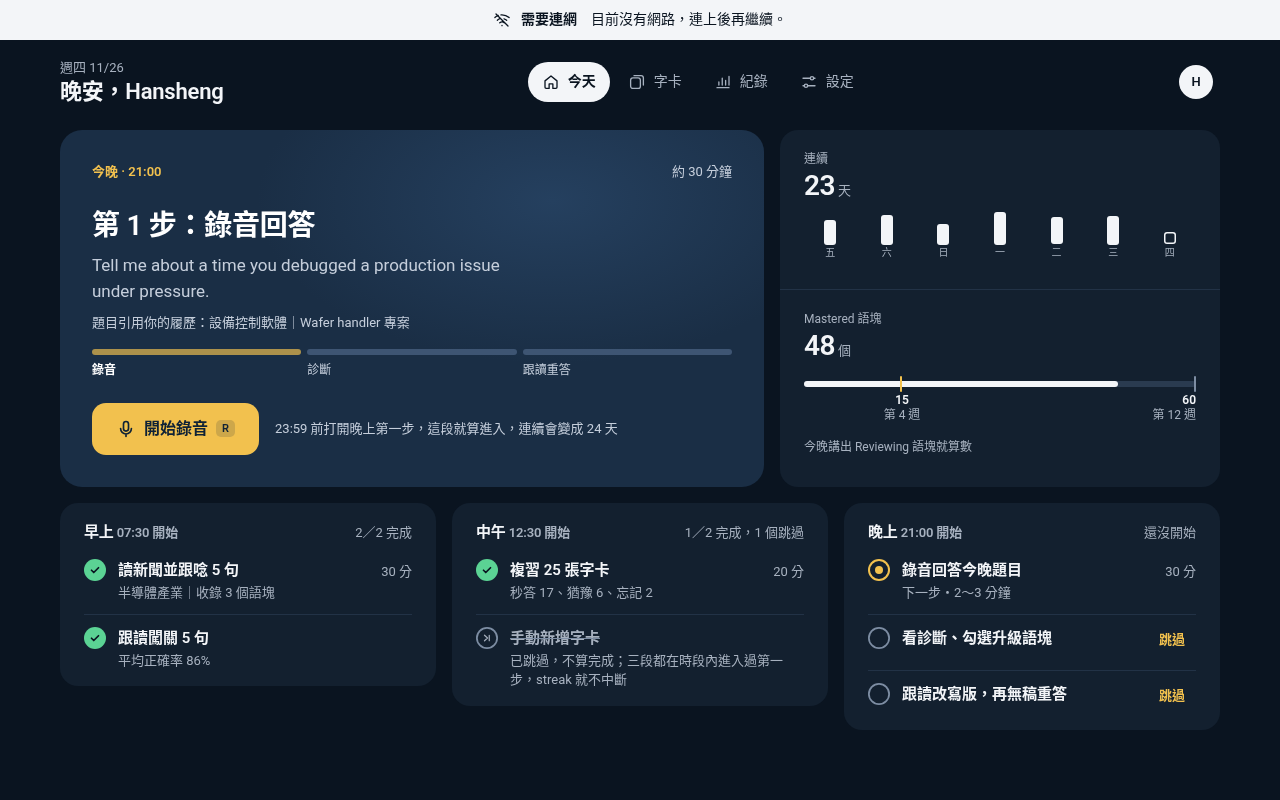 需要連網 目前沒有網路，連上後再繼續。
週四 11/26
晚安，Hansheng
今天
字卡
紀錄
設定
H
今晚 · 21:00
約 30 分鐘
第 1 步：錄音回答
Tell me about a time you debugged a production issue
under pressure.
題目引用你的履歷：設備控制軟體｜Wafer handler 專案
錄音
診斷
跟讀重答
開始錄音 R
23:59 前打開晚上第一步，這段就算進入，連續會變成 24 天
連續
23 天
五 六 日 一 二 三 四
Mastered 語塊
48 個
15
第 4 週
60
第 12 週
今晚講出 Reviewing 語塊就算數
早上 07:30 開始
2／2 完成
讀新聞並跟唸 5 句
30 分
半導體產業｜收錄 3 個語塊
跟讀闖關 5 句
平均正確率 86%
中午 12:30 開始
1／2 完成，1 個跳過
複習 25 張字卡
20 分
秒答 17、猶豫 6、忘記 2
手動新增字卡
已跳過，不算完成；三段都在時段內進入過第一
步，streak 就不中斷
晚上 21:00 開始
還沒開始
錄音回答今晚題目
30 分
下一步・2～3 分鐘
看診斷、勾選升級語塊
跳過
跟讀改寫版，再無稿重答
跳過